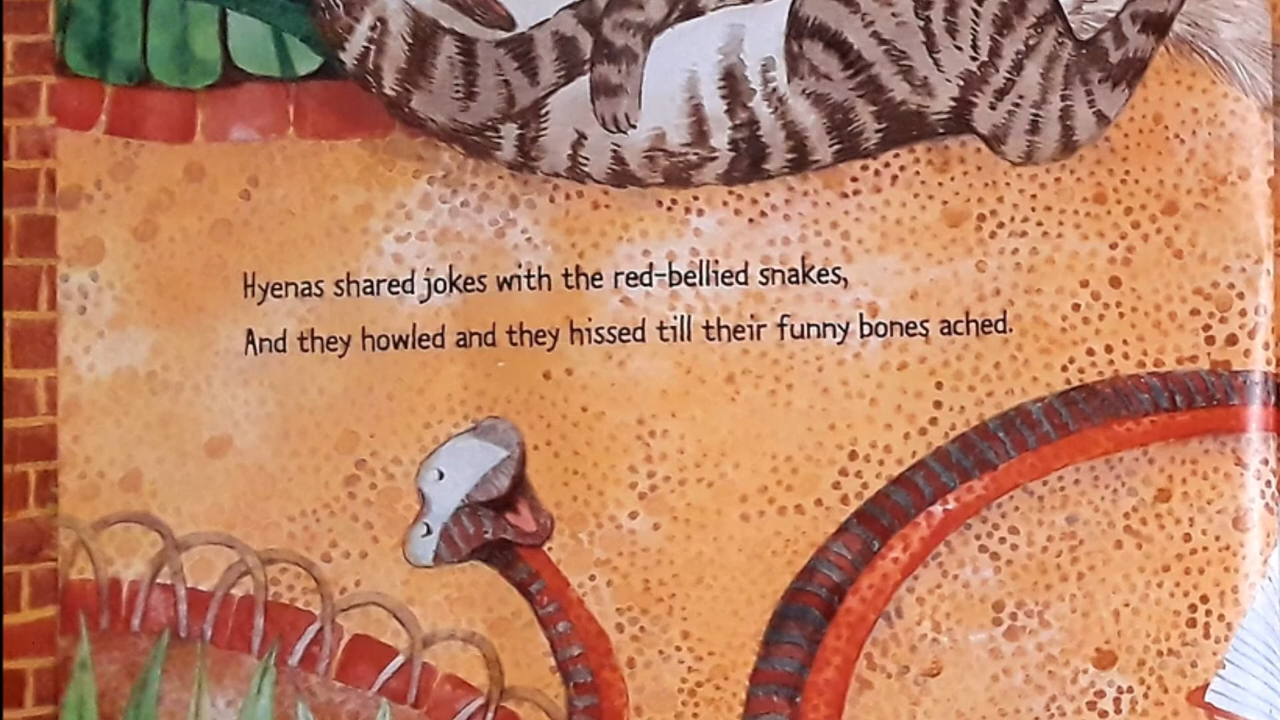 Hyenas shared jokes with the red-bellied snakes,
And they howled and they hissed till their funny bones ached.